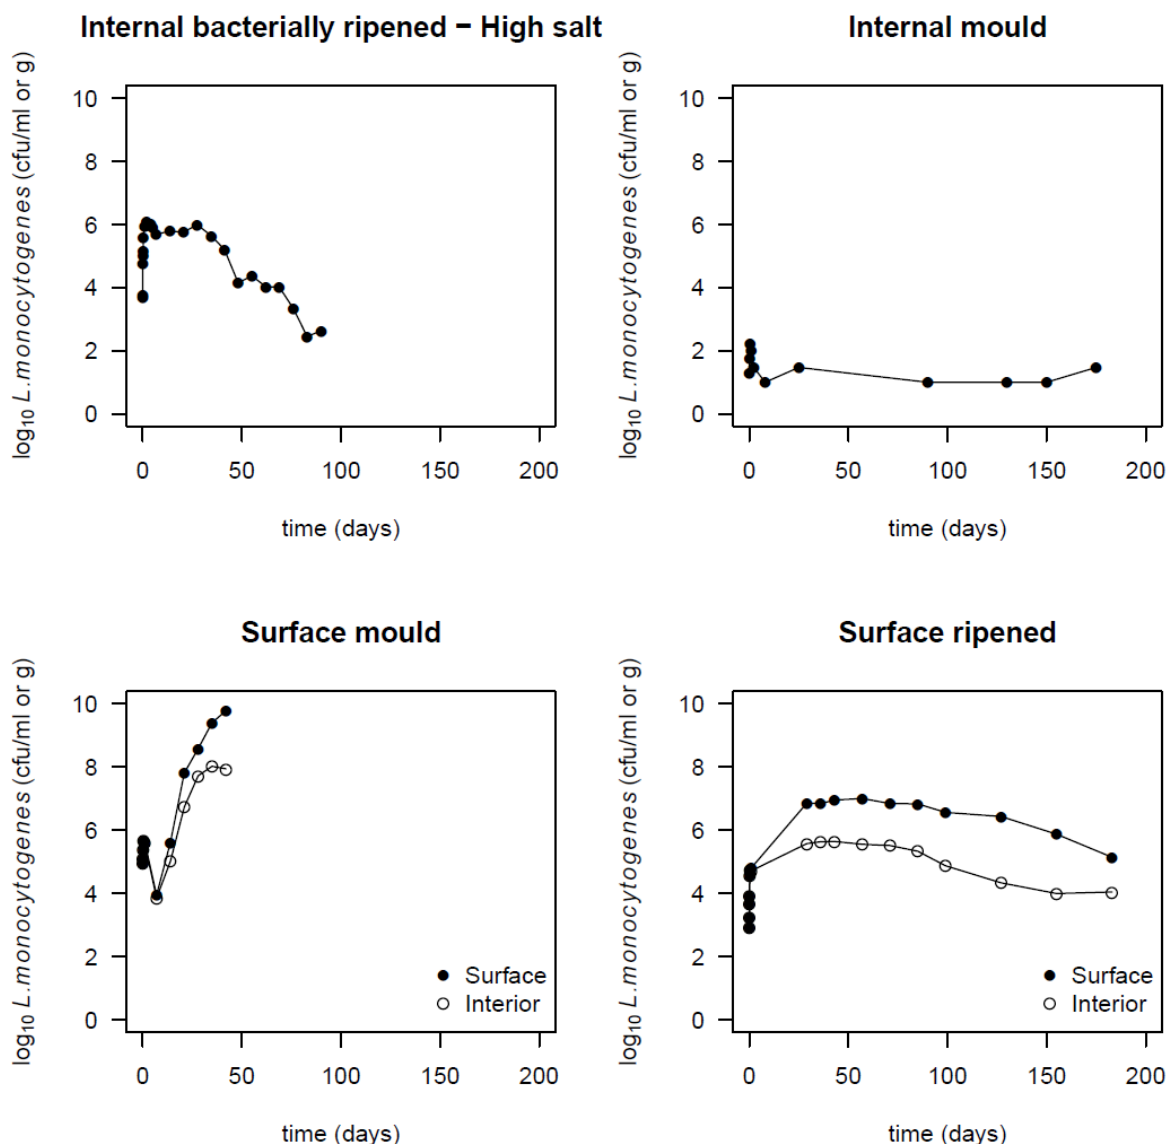 Internal bacterially ripened − High salt
log₁₀ L.monocytogenes (cfu/ml or g)
10
8
6
4
2
0
0 50 100 150 200
time (days)
Internal mould
log₁₀ L.monocytogenes (cfu/ml or g)
10
8
6
4
2
0
0 50 100 150 200
time (days)
Surface mould
log₁₀ L.monocytogenes (cfu/ml or g)
10
8
6
4
2
0
Surface
Interior
0 50 100 150 200
time (days)
Surface ripened
log₁₀ L.monocytogenes (cfu/ml or g)
10
8
6
4
2
0
Surface
Interior
0 50 100 150 200
time (days)